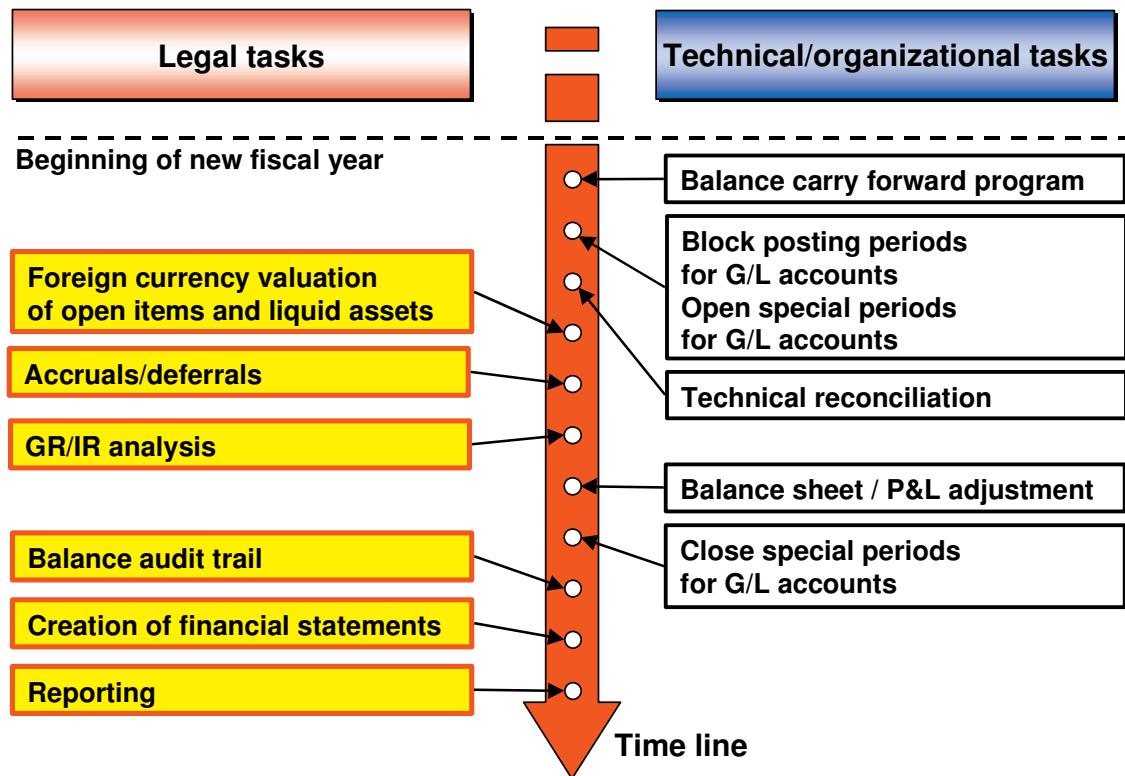 Legal tasks
Technical/organizational tasks
Beginning of new fiscal year
Balance carry forward program
Block posting periods
for G/L accounts
Open special periods
for G/L accounts
Foreign currency valuation
of open items and liquid assets
Accruals/deferrals
Technical reconciliation
GR/IR analysis
Balance sheet / P&L adjustment
Close special periods
for G/L accounts
Balance audit trail
Creation of financial statements
Reporting
Time line